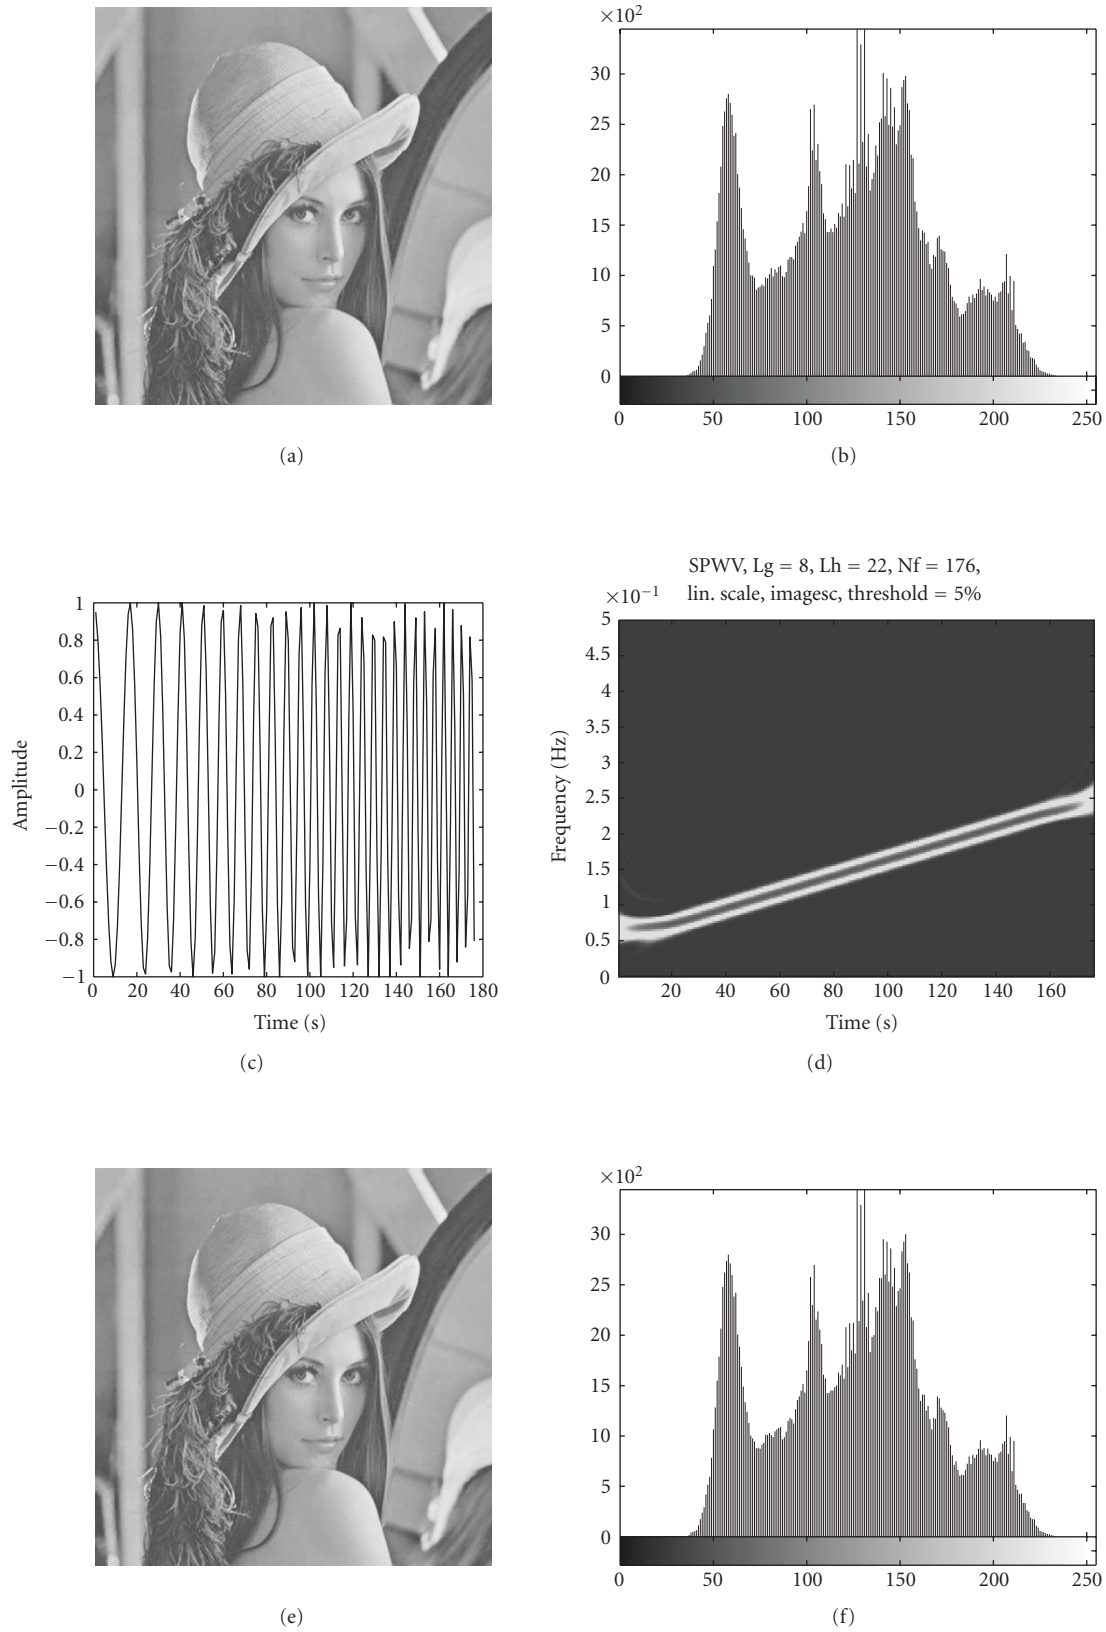 ×10²
30
25
20
15
10
5
0
0 50 100 150 200 250
(a)
(b)
SPWV, Lg = 8, Lh = 22, Nf = 176,
lin. scale, imagesc, threshold = 5%
Amplitude
1
0.8
0.6
0.4
0.2
0
−0.2
−0.4
−0.6
−0.8
−1
0 20 40 60 80 100 120 140 160 180
Time (s)
(c)
×10⁻¹
Frequency (Hz)
5
4.5
4
3.5
3
2.5
2
1.5
1
0.5
0
20 40 60 80 100 120 140 160
Time (s)
(d)
×10²
30
25
20
15
10
5
0
0 50 100 150 200 250
(e)
(f)